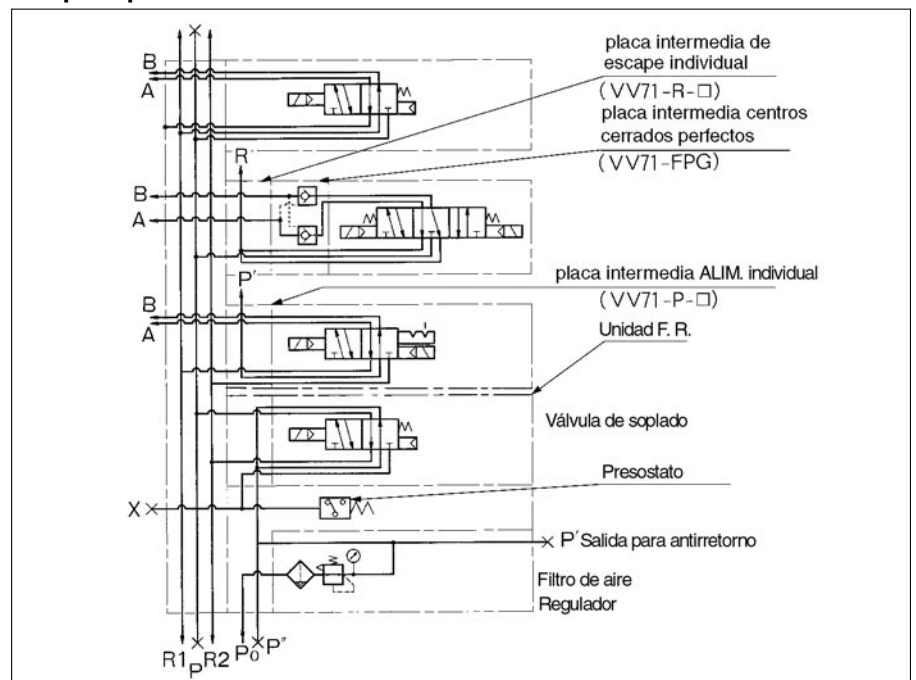 placa intermedia de
escape individual
(VV71-R-□)
placa intermedia centros
cerrados perfectos
(VV71-FPG)
B
A
R
B
A
placa intermedia ALIM. individual
(VV71-P-□)
P'
B
A
Unidad F. R.
Válvula de soplado
Presostato
X
P' Salida para antirretorno
Filtro de aire
Regulador
R1 P R2 P0 P"